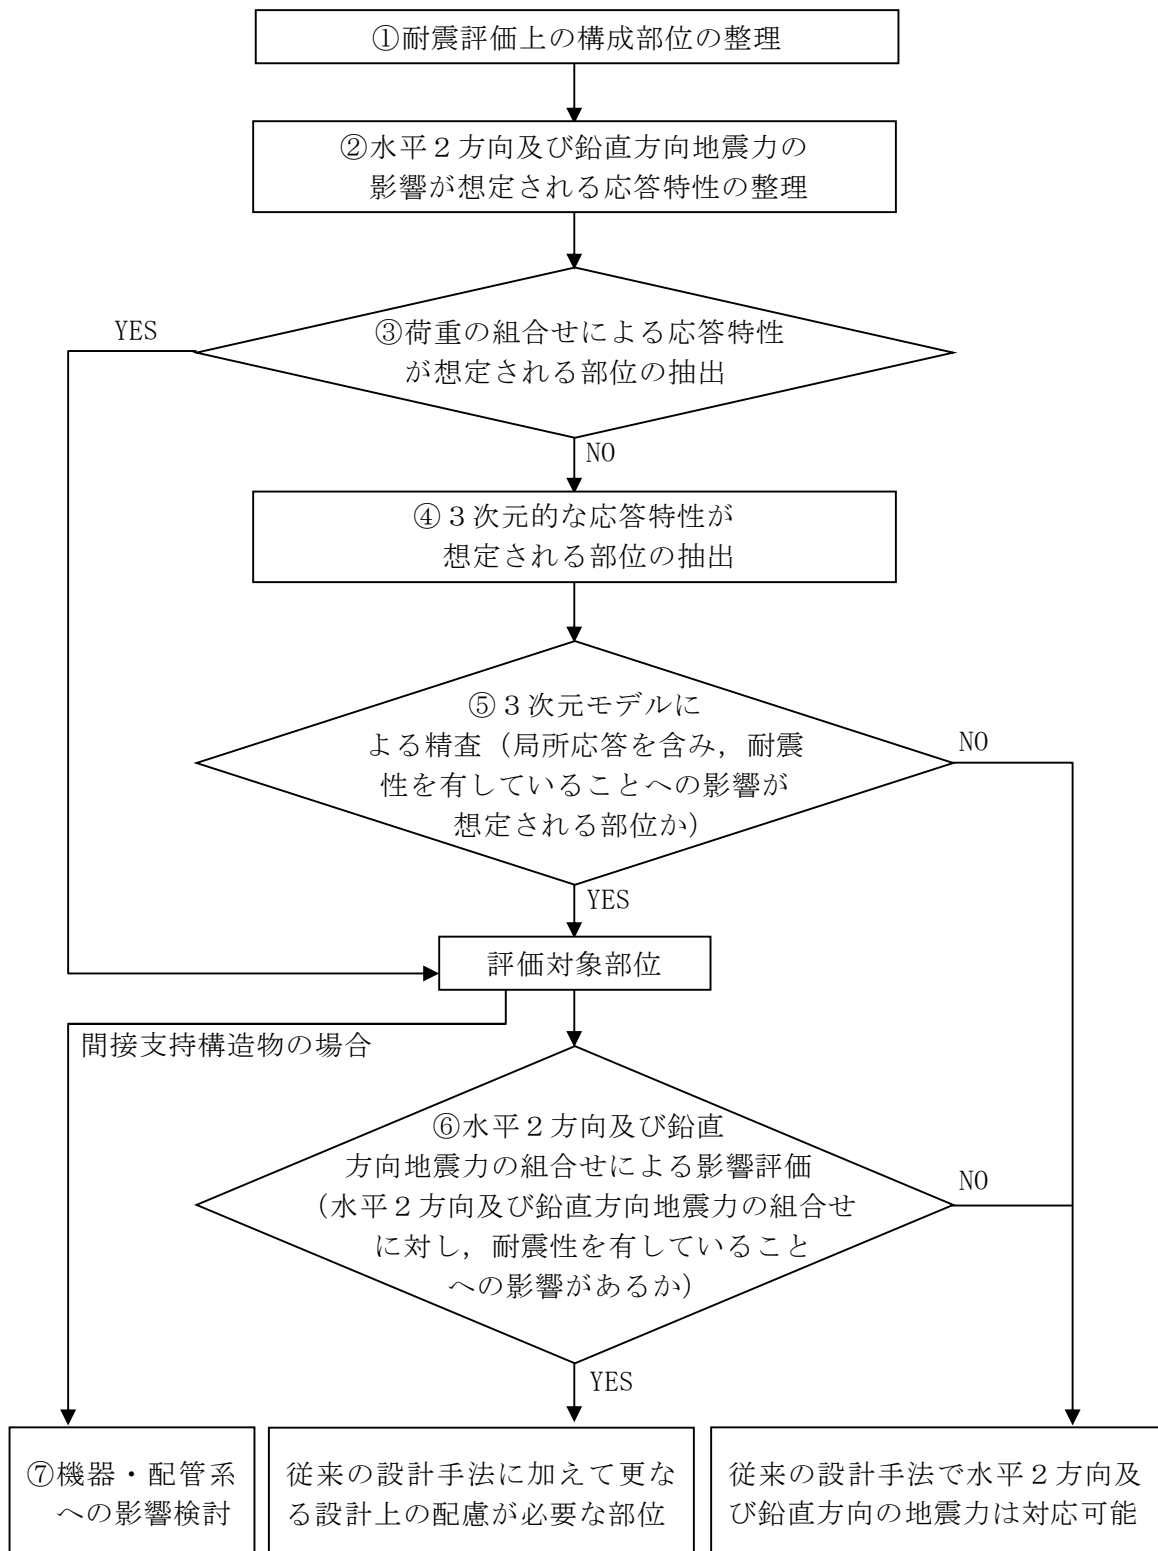 ①耐震評価上の構成部位の整理
②水平２方向及び鉛直方向地震力の
影響が想定される応答特性の整理
YES
③荷重の組合せによる応答特性
が想定される部位の抽出
NO
④３次元的な応答特性が
想定される部位の抽出
⑤３次元モデルに
よる精査（局所応答を含み，耐震
性を有していることへの影響が
想定される部位か）
NO
YES
評価対象部位
間接支持構造物の場合
⑥水平２方向及び鉛直
方向地震力の組合せによる影響評価
（水平２方向及び鉛直方向地震力の組合せ
に対し，耐震性を有していること
への影響があるか）
NO
YES
⑦機器・配管系
への影響検討
従来の設計手法に加えて更な
る設計上の配慮が必要な部位
従来の設計手法で水平２方向及
び鉛直方向の地震力は対応可能